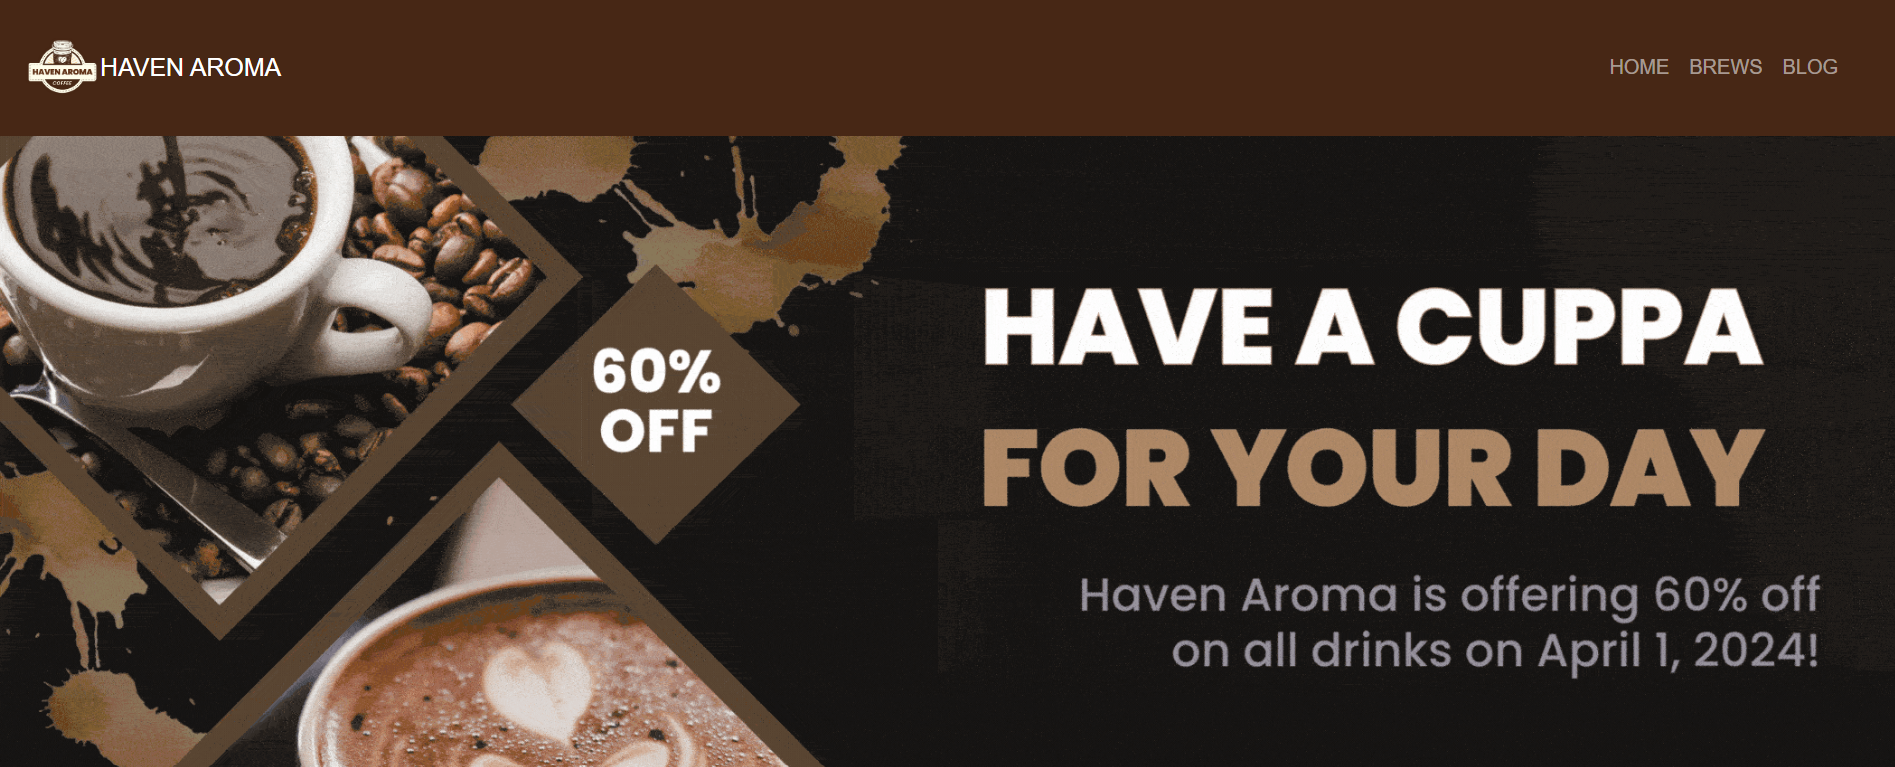 HAVEN AROMA
COFFEE
HAVEN AROMA
HOME BREWS BLOG
60%
OFF
HAVE A CUPPA
FOR YOUR DAY
Haven Aroma is offering 60% off
on all drinks on April 1, 2024!